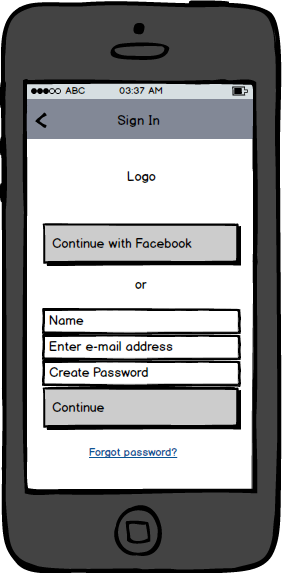 ABC 03:37 AM
Sign In
Logo
Continue with Facebook
or
Name
Enter e-mail address
Create Password
Continue
Forgot password?